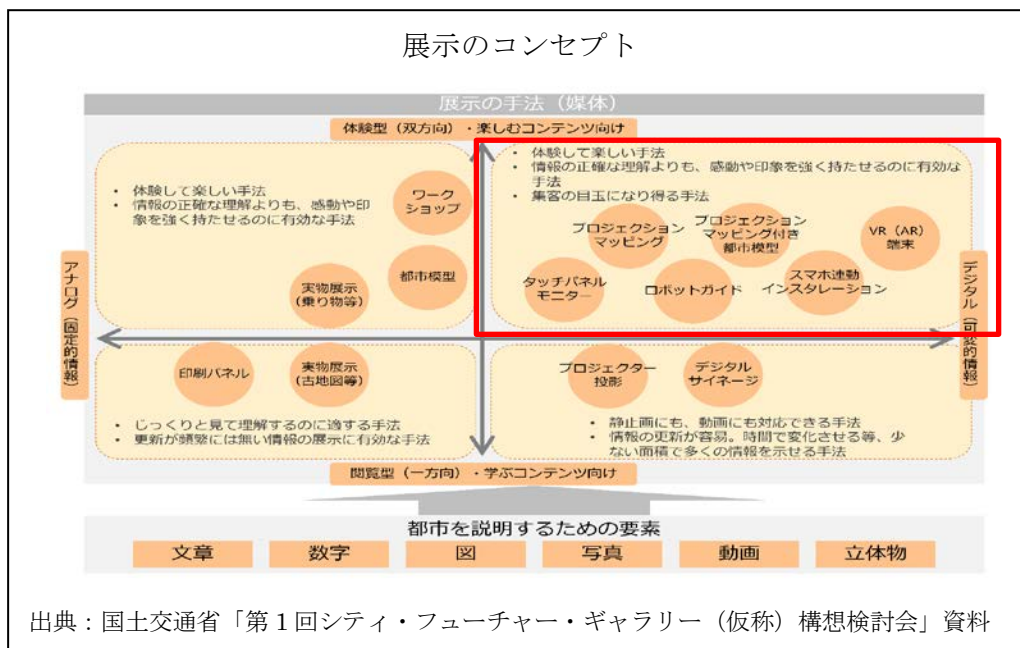 展示のコンセプト
展示の手法（媒体）
体験型（双方向）・楽しむコンテンツ向け
・体験して楽しい手法
・情報の正確な理解よりも、感動や印
象を強く持たせるのに有効な手法
ワーク
ショップ
都市模型
実物展示
（乗り物等）
・体験して楽しい手法
・情報の正確な理解よりも、感動や印象を強く持たせるのに有効な
手法
・集客の目玉になり得る手法
プロジェクション
マッピング
プロジェクション
マッピング付き
都市模型
VR（AR）
端末
タッチパネル
モニター
ロボットガイド
スマホ連動
インスタレーション
アナログ（固定的情報）
デジタル（可変的情報）
印刷パネル
実物展示
（古地図等）
・じっくりと見て理解するのに適する手法
・更新が頻繁には無い情報の展示に有効な手法
プロジェクター
投影
デジタル
サイネージ
・静止画にも、動画にも対応できる手法
・情報の更新が容易。時間で変化させる等、少
ない面積で多くの情報を示せる手法
閲覧型（一方向）・学ぶコンテンツ向け
都市を説明するための要素
文章
数字
図
写真
動画
立体物
出典：国土交通省「第１回シティ・フューチャー・ギャラリー（仮称）構想検討会」資料